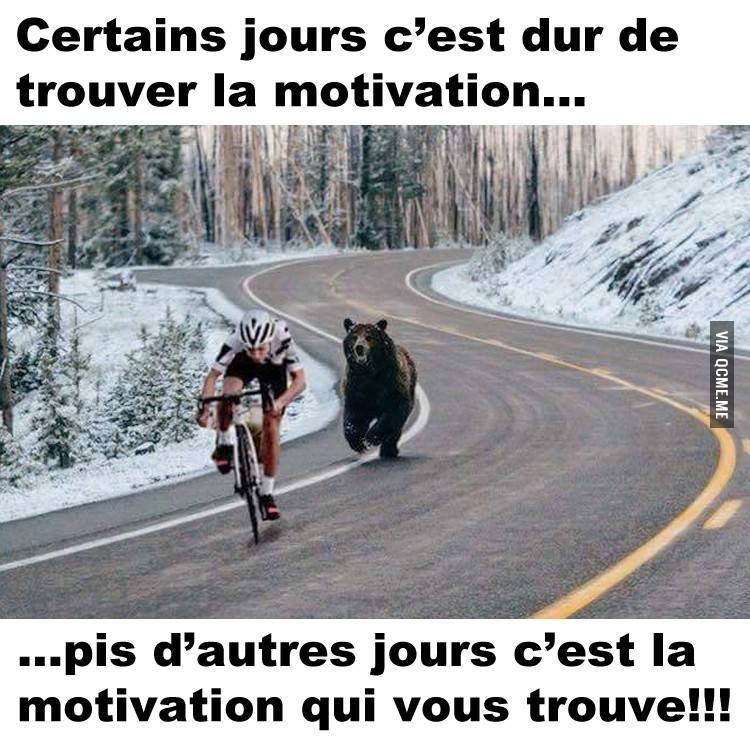 Certains jours c’est dur de
trouver la motivation...
VIA QCME.ME
...pis d’autres jours c’est la
motivation qui vous trouve!!!